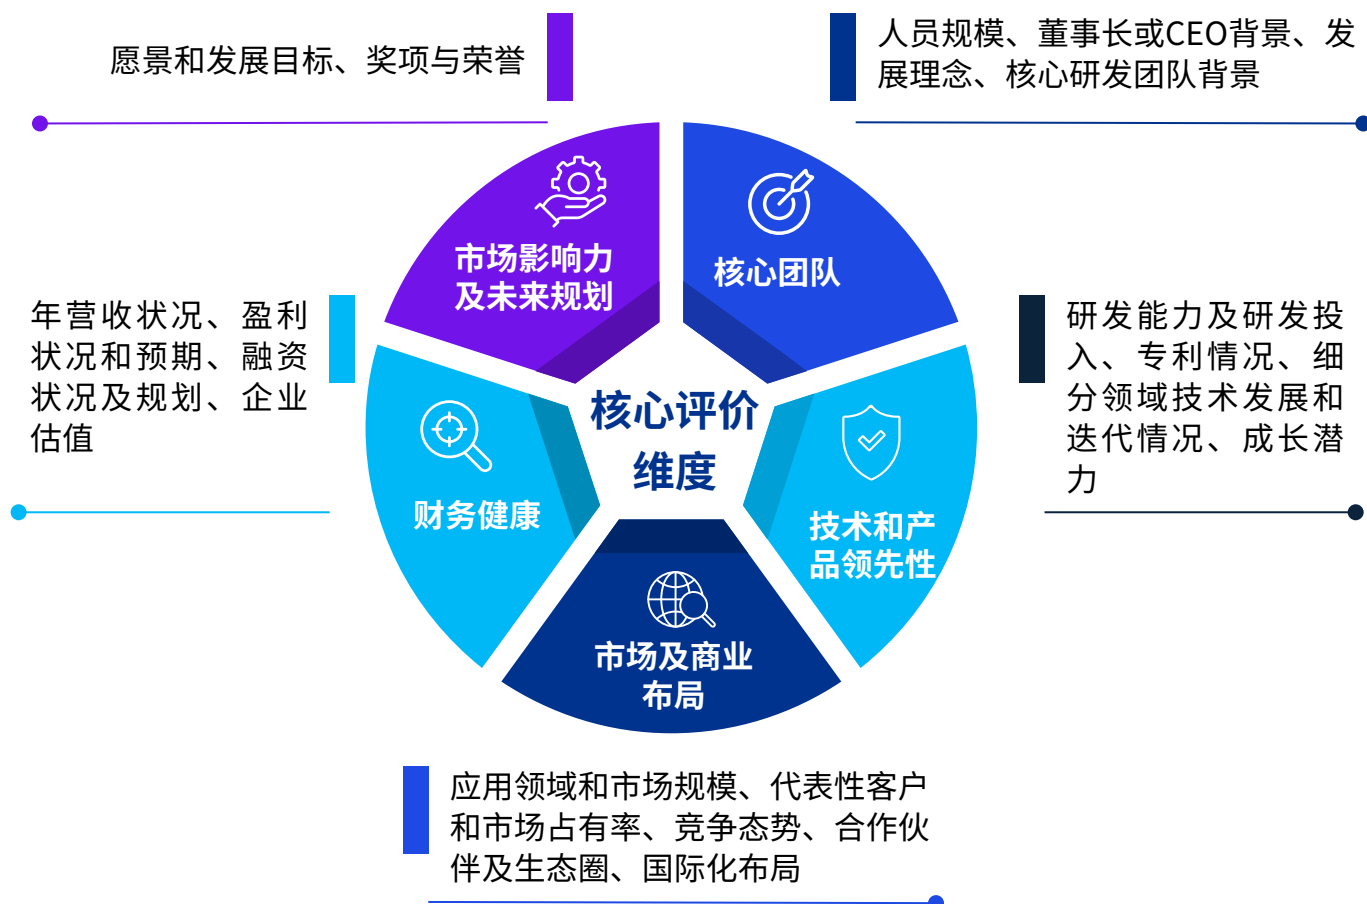 愿景和发展目标、奖项与荣誉
人员规模、董事长或CEO背景、发
展理念、核心研发团队背景
市场影响力
及未来规划
核心团队
年营收状况、盈利
状况和预期、融资
状况及规划、企业
估值
研发能力及研发投
入、专利情况、细
分领域技术发展和
迭代情况、成长潜
力
核心评价
维度
财务健康
技术和产
品领先性
市场及商业
布局
应用领域和市场规模、代表性客户
和市场占有率、竞争态势、合作伙
伴及生态圈、国际化布局